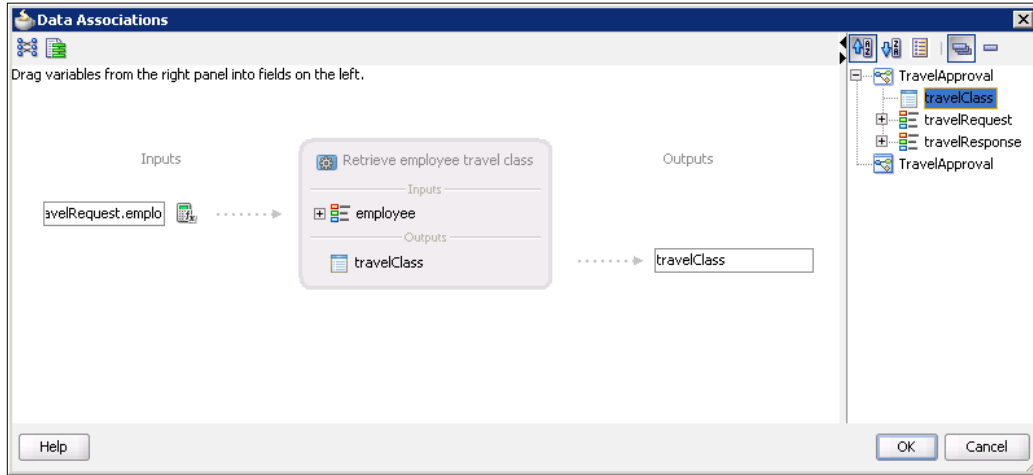 Data Associations
Drag variables from the right panel into fields on the left.
Inputs
Retrieve employee travel class
Outputs
Inputs
avelRequest.emplo
employee
Outputs
travelClass
travelClass
TravelApproval
travelClass
travelRequest
travelResponse
TravelApproval
Help
OK
Cancel